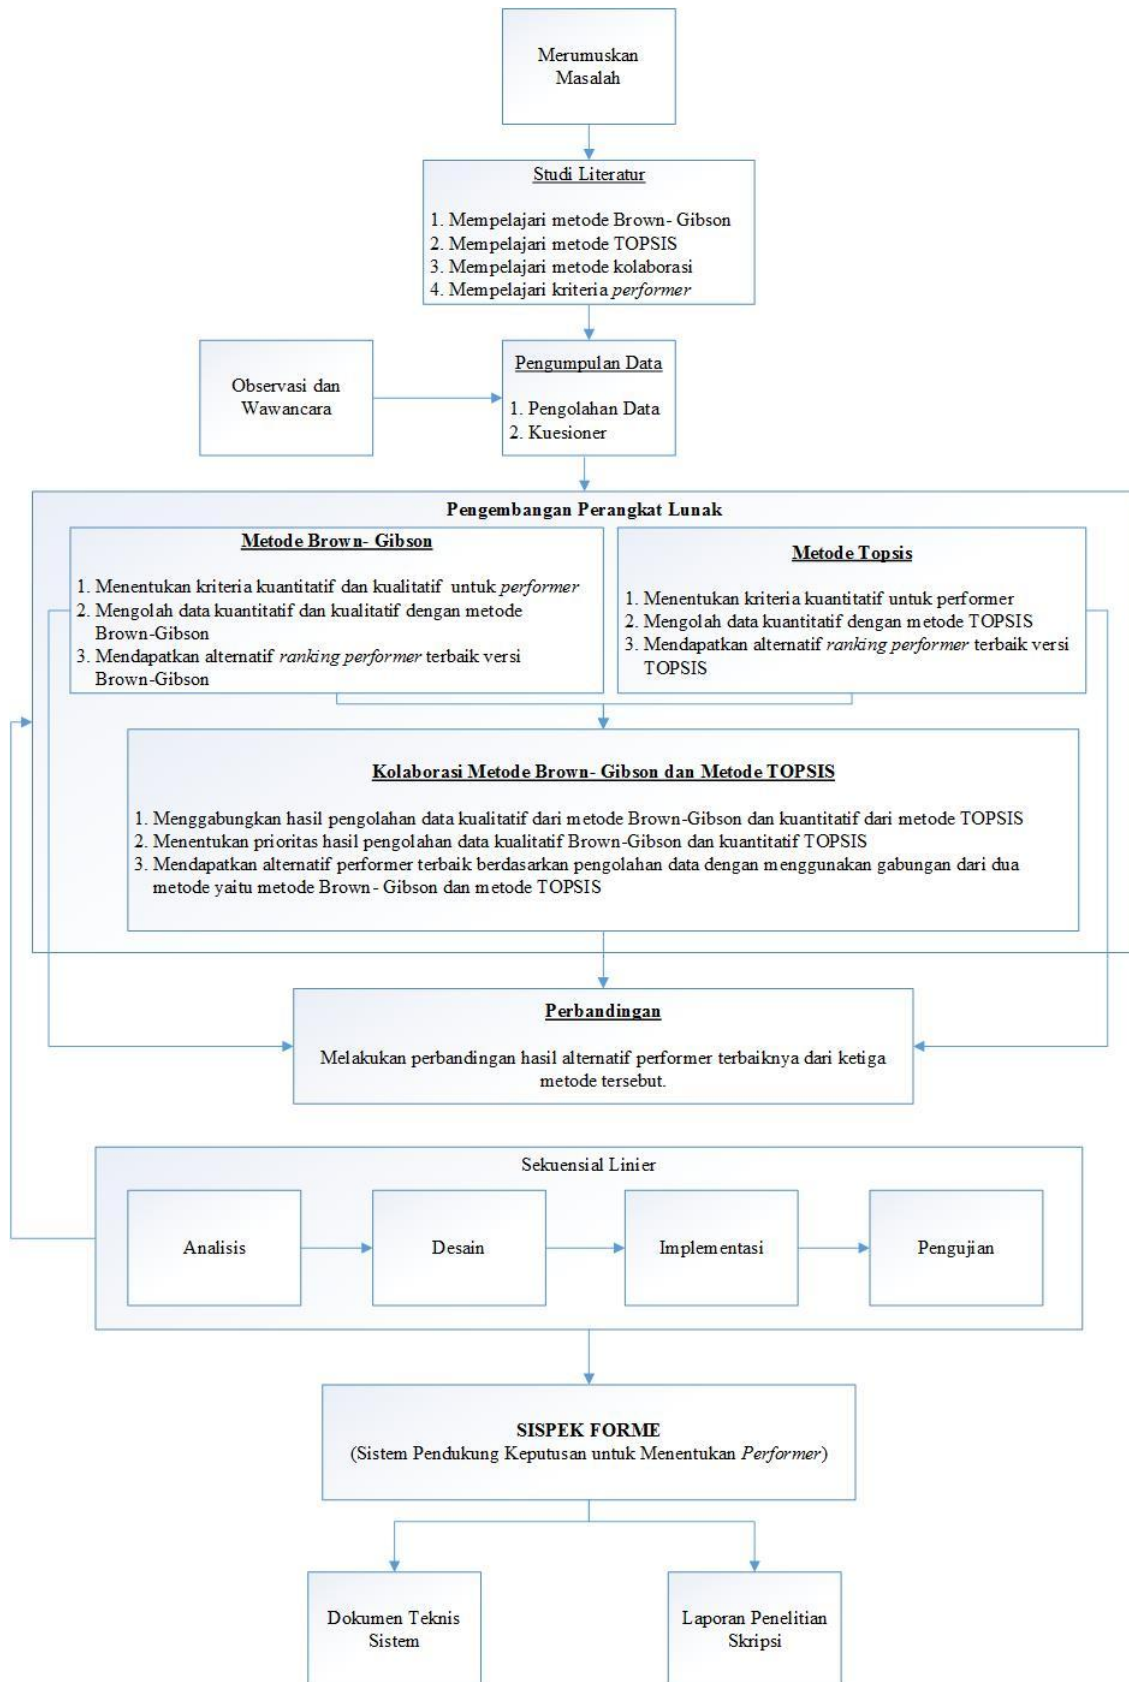 Merumuskan
Masalah
Studi Literatur
1. Mempelajari metode Brown- Gibson
2. Mempelajari metode TOPSIS
3. Mempelajari metode kolaborasi
4. Mempelajari kriteria performer
Observasi dan
Wawancara
Pengumpulan Data
1. Pengolahan Data
2. Kuesioner
Pengembangan Perangkat Lunak
Metode Brown- Gibson
1. Menentukan kriteria kuantitatif dan kualitatif untuk performer
2. Mengolah data kuantitatif dan kualitatif dengan metode
Brown-Gibson
3. Mendapatkan alternatif ranking performer terbaik versi
Brown-Gibson
Metode Topsis
1. Menentukan kriteria kuantitatif untuk performer
2. Mengolah data kuantitatif dengan metode TOPSIS
3. Mendapatkan alternatif ranking performer terbaik versi
TOPSIS
Kolaborasi Metode Brown- Gibson dan Metode TOPSIS
1. Menggabungkan hasil pengolahan data kualitatif dari metode Brown-Gibson dan kuantitatif dari metode TOPSIS
2. Menentukan prioritas hasil pengolahan data kualitatif Brown-Gibson dan kuantitatif TOPSIS
3. Mendapatkan alternatif performer terbaik berdasarkan pengolahan data dengan menggunakan gabungan dari dua
metode yaitu metode Brown - Gibson dan metode TOPSIS
Perbandingan
Melakukan perbandingan hasil alternatif performer terbaiknya dari ketiga
metode tersebut.
Sekuensial Linier
Analisis
Desain
Implementasi
Pengujian
SISPEK FORME
(Sistem Pendukung Keputusan untuk Menentukan Performer)
Dokumen Teknis
Sistem
Laporan Penelitian
Skripsi